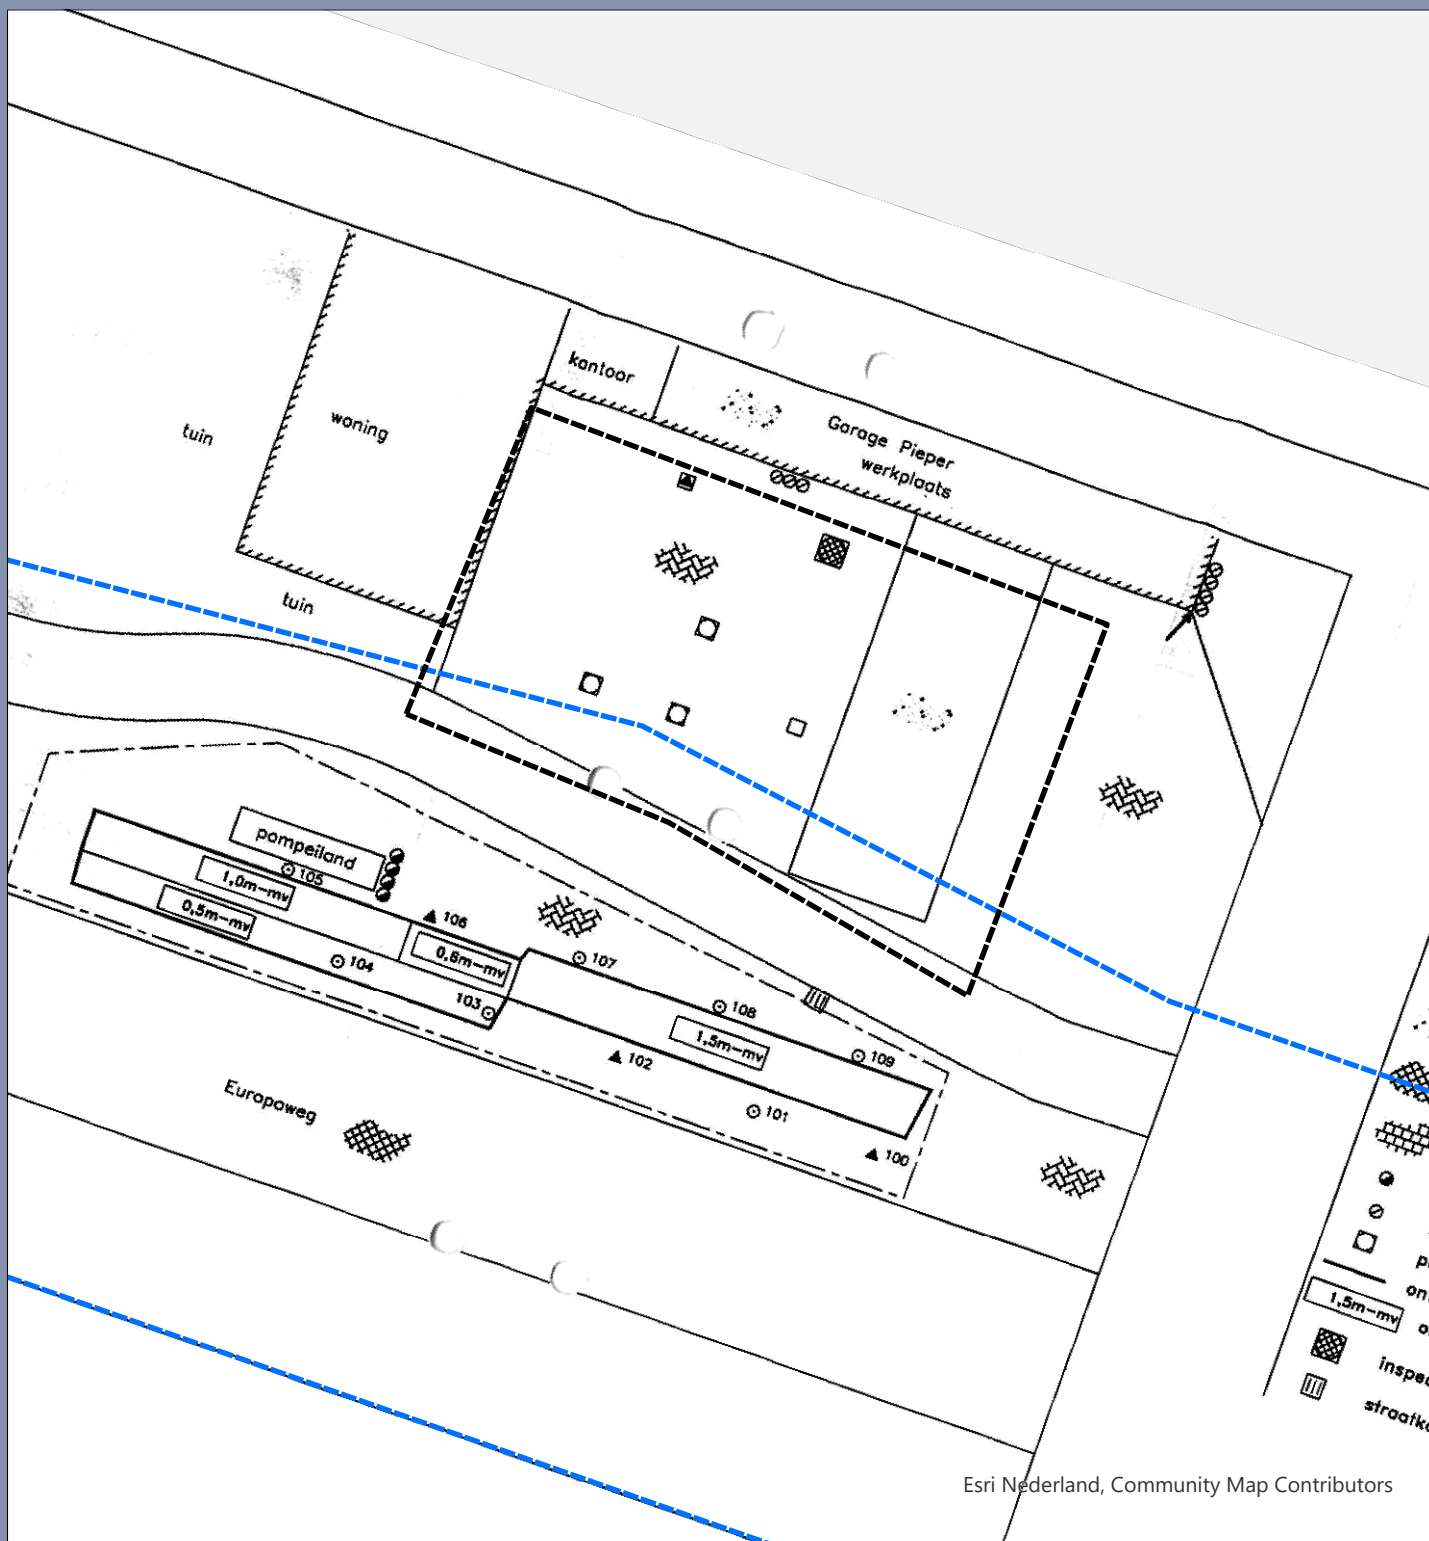 kantoor
Garage Pieper
werkplaats
woning
tuin
tuin
pompeiland
105
1,0m-mv
0,5m-mv
106
0,8m-mv
107
104
103
108
1,5m-mv
109
102
101
100
Europaweg
1,5m-mv
Esri Nederland, Community Map Contributors